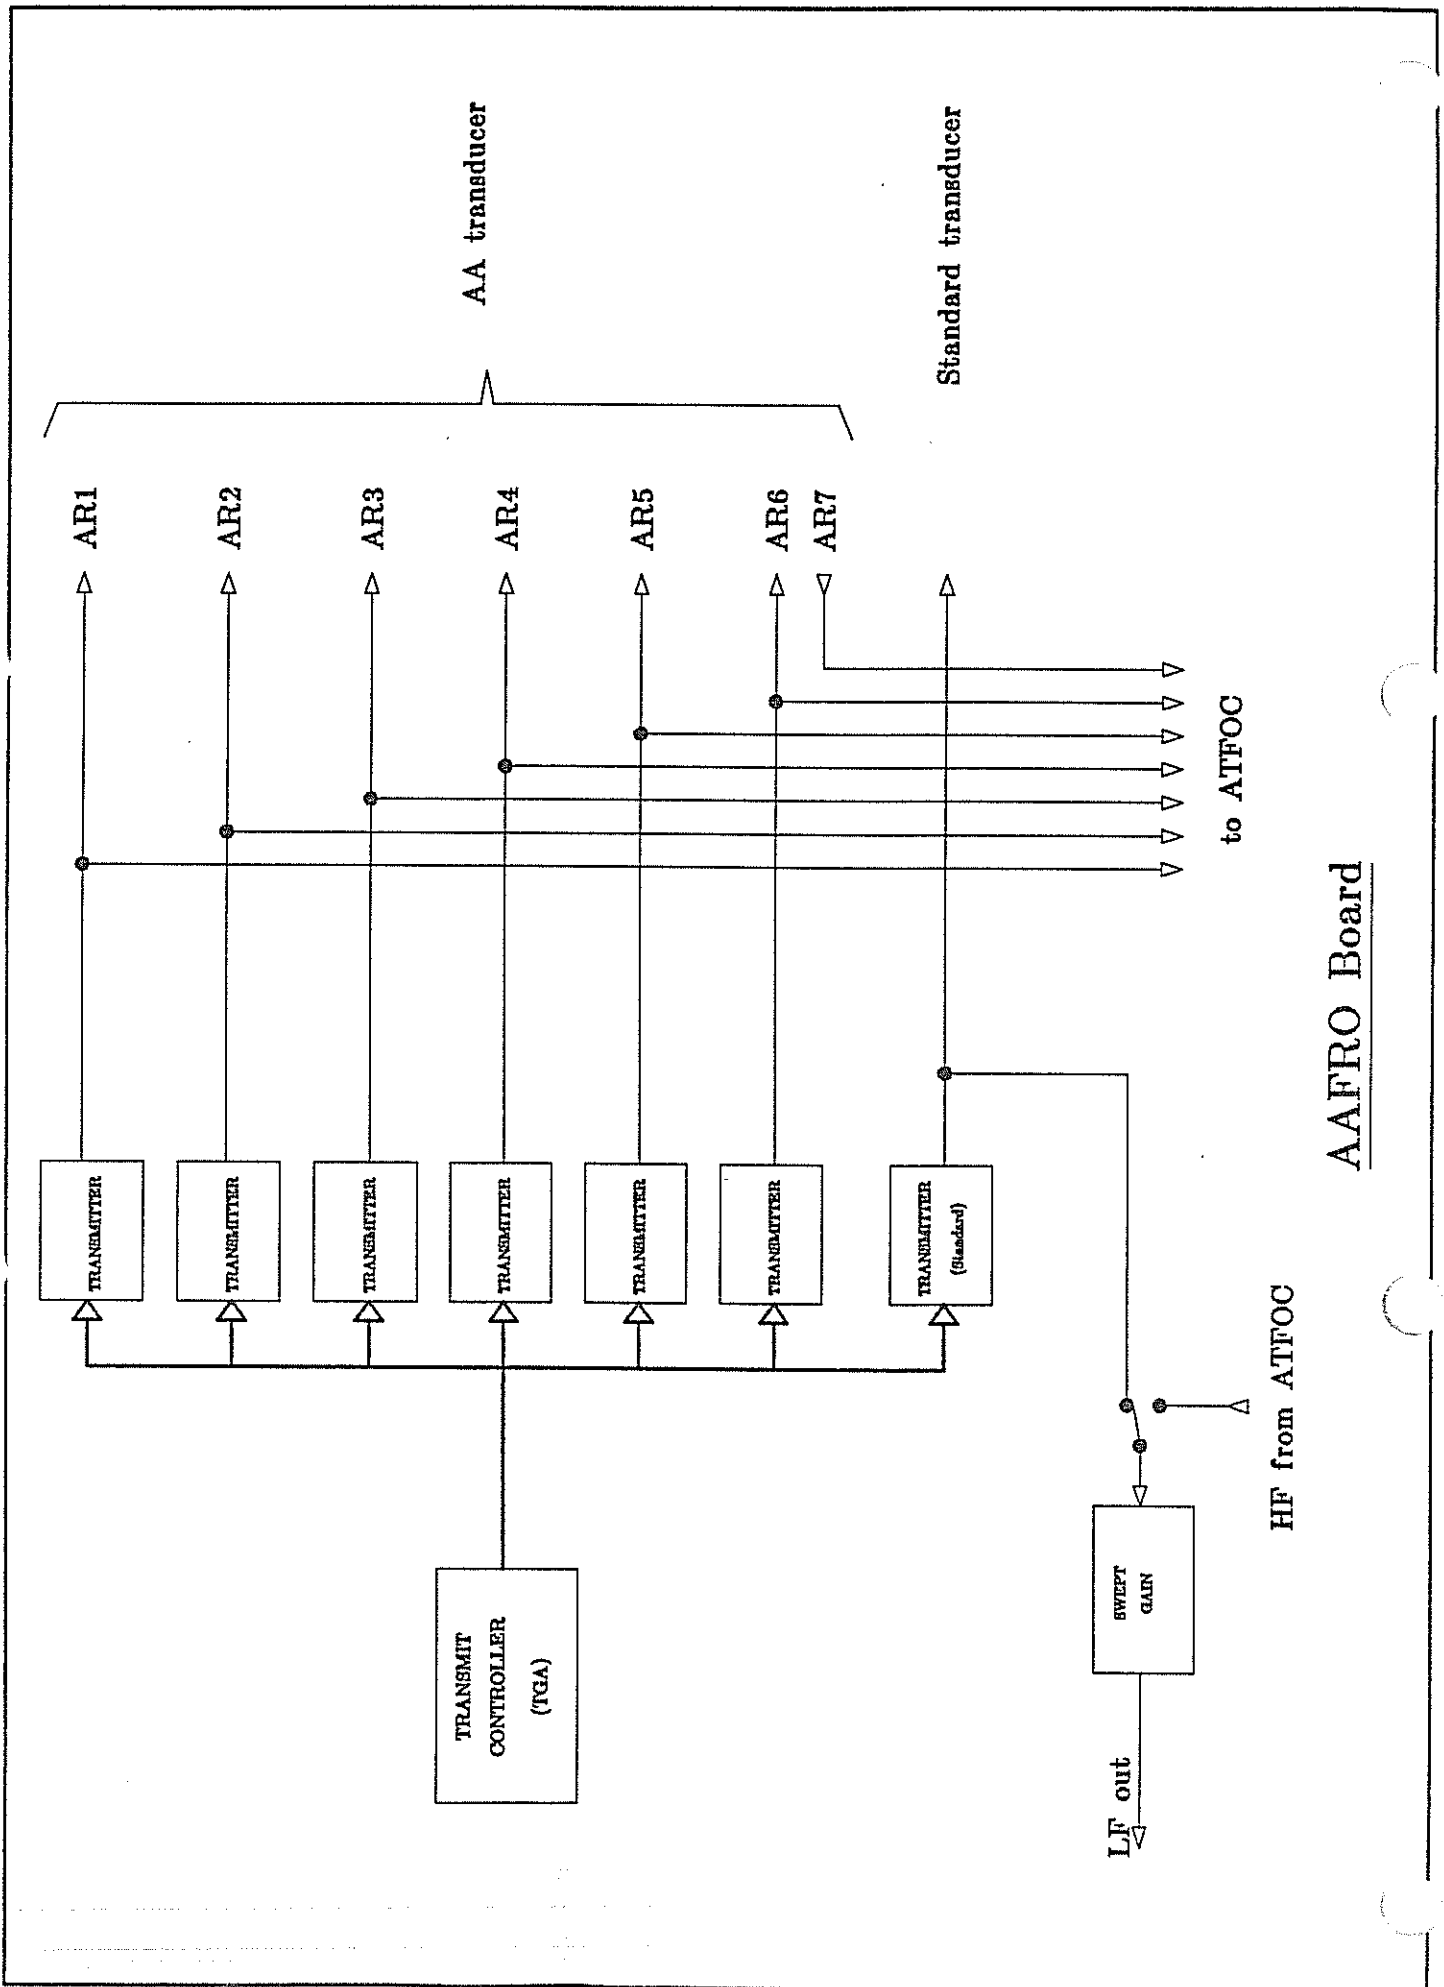 TRANSMIT
CONTROLLER
(TGA)
TRANSMITTER
TRANSMITTER
TRANSMITTER
TRANSMITTER
TRANSMITTER
TRANSMITTER
TRANSMITTER
(Standard)
AR1
AR2
AR3
AR4
AR5
AR6
AR7
AA transducer
Standard transducer
to ATFOC
LF out
SWEPT
GAIN
HF from ATFOC
AAFRO Board